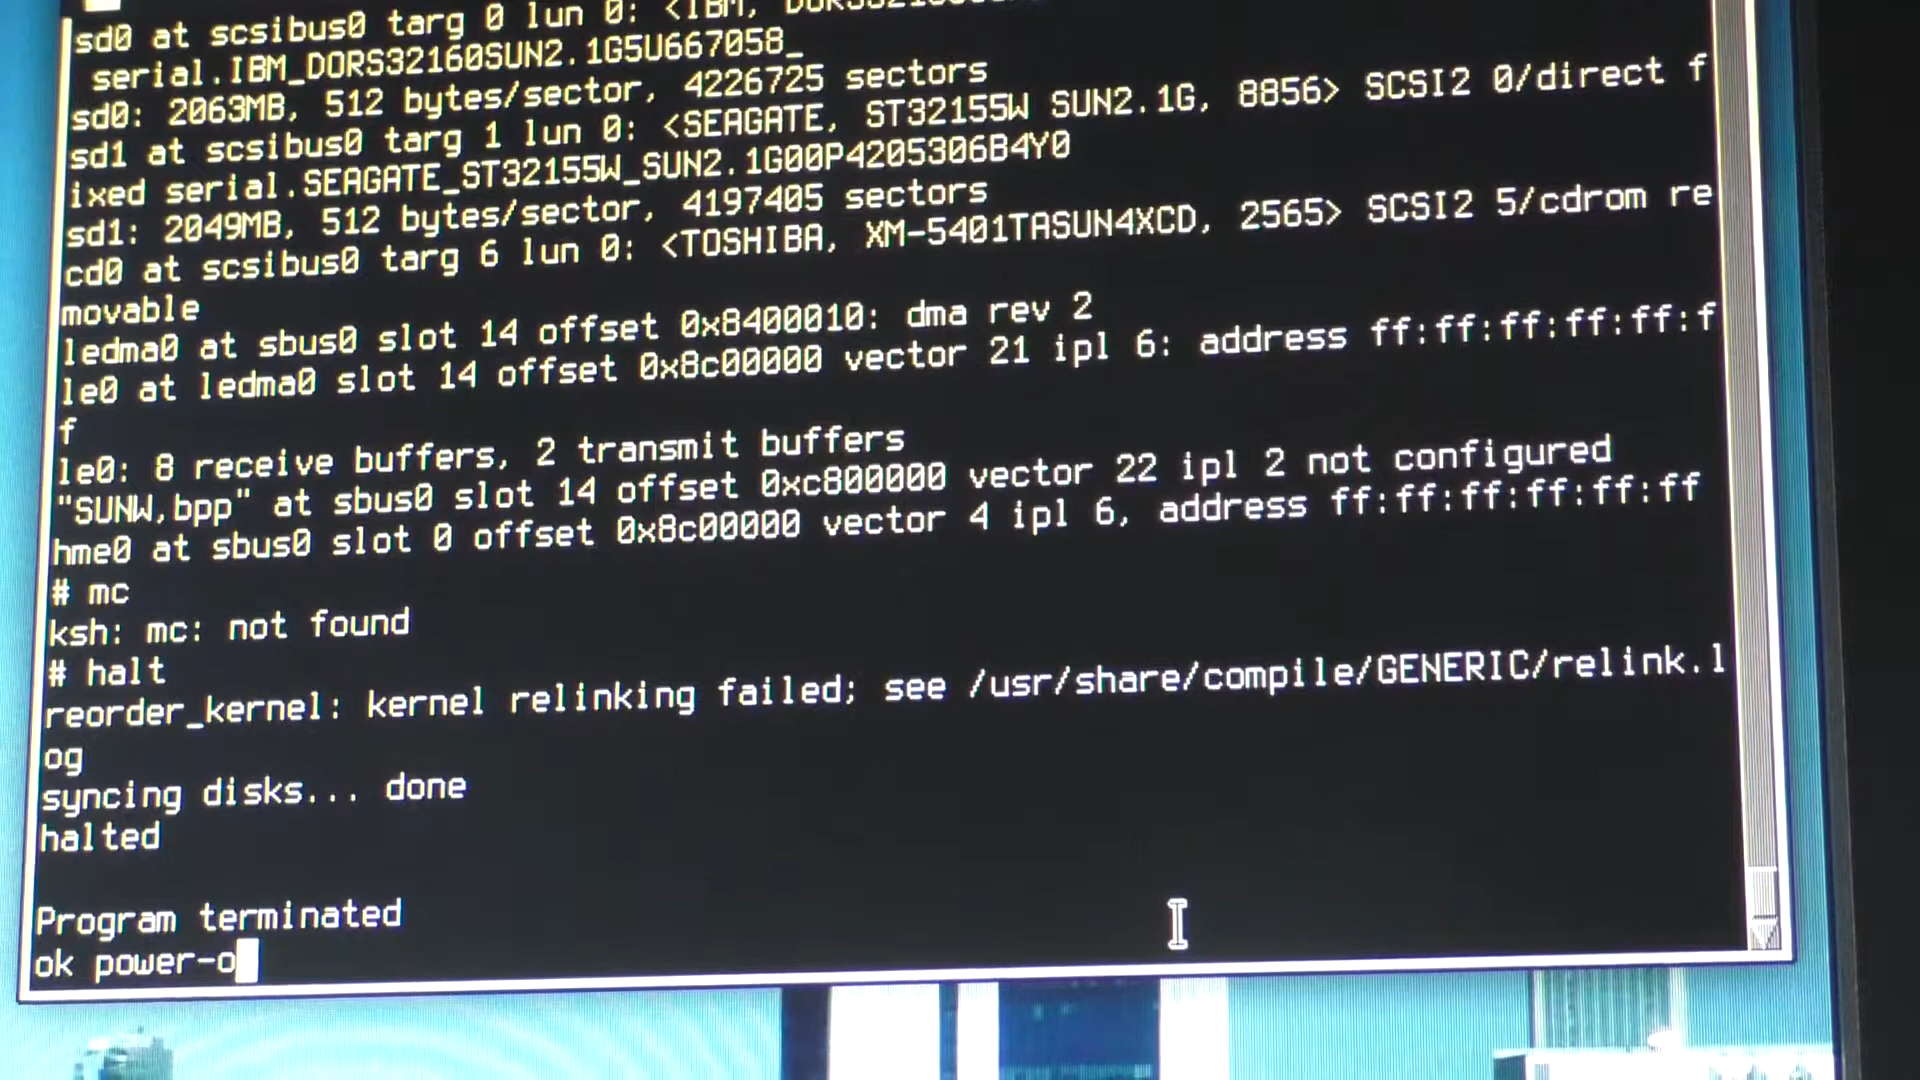 sd0 at scsibus0 targ 0 lun 0: <IBM,
serial.IBM_DORS32160SUN2.1G5U667058_
sd0: 2063MB, 512 bytes/sector, 4226725 sectors
sd1 at scsibus0 targ 1 lun 0: <SEAGATE, ST32155W SUN2.1G, 8856> SCSI2 0/direct f
ixed serial.SEAGATE_ST32155W_SUN2.1G00P4205306B4Y0
sd1: 2049MB, 512 bytes/sector, 4197405 sectors
cd0 at scsibus0 targ 6 lun 0: <TOSHIBA, XM-5401TASUN4XCD, 2565> SCSI2 5/cdrom re
movable
ledma0 at sbus0 slot 14 offset 0x8400010: dma rev 2
le0 at ledma0 slot 14 offset 0x8c00000 vector 21 ipl 6: address ff:ff:ff:ff:ff:f
f
le0: 8 receive buffers, 2 transmit buffers
"SUNW,bpp" at sbus0 slot 14 offset 0xc800000 vector 22 ipl 2 not configured
hme0 at sbus0 slot 0 offset 0x8c00000 vector 4 ipl 6, address ff:ff:ff:ff:ff:ff
# mc
ksh: mc: not found
# halt
reorder_kernel: kernel relinking failed; see /usr/share/compile/GENERIC/relink.l
og
syncing disks... done
halted
Program terminated
ok power-o